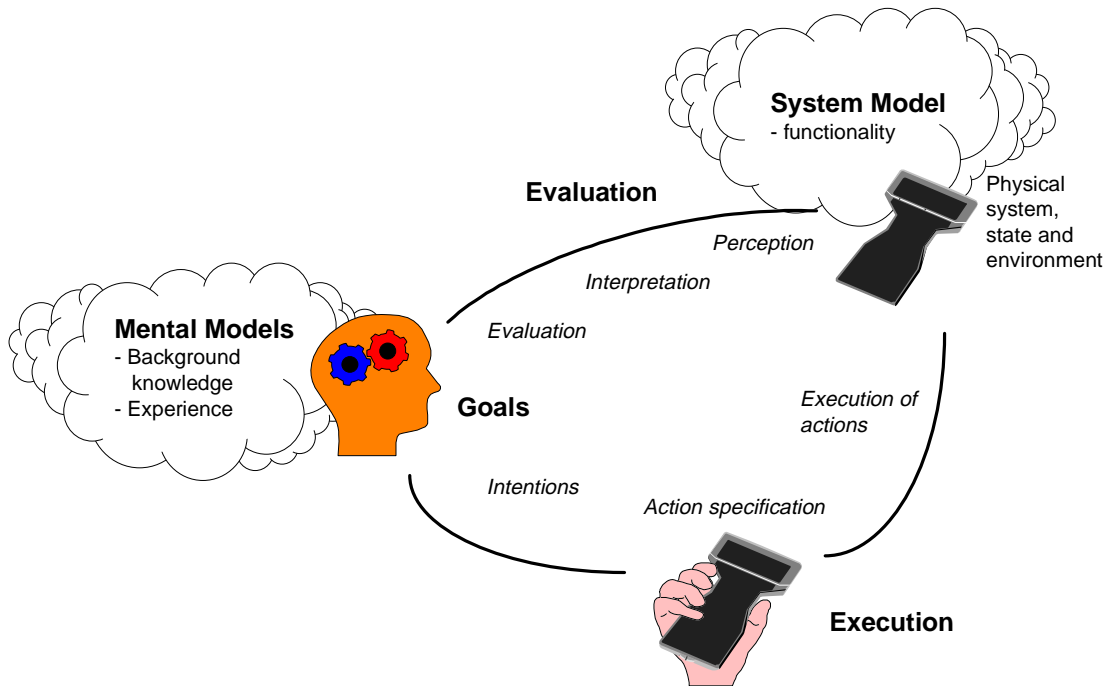 System Model
- functionality
Physical
system,
state and
environment
Evaluation
Perception
Interpretation
Evaluation
Mental Models
- Background
knowledge
- Experience
Goals
Execution of
actions
Intentions
Action specification
Execution